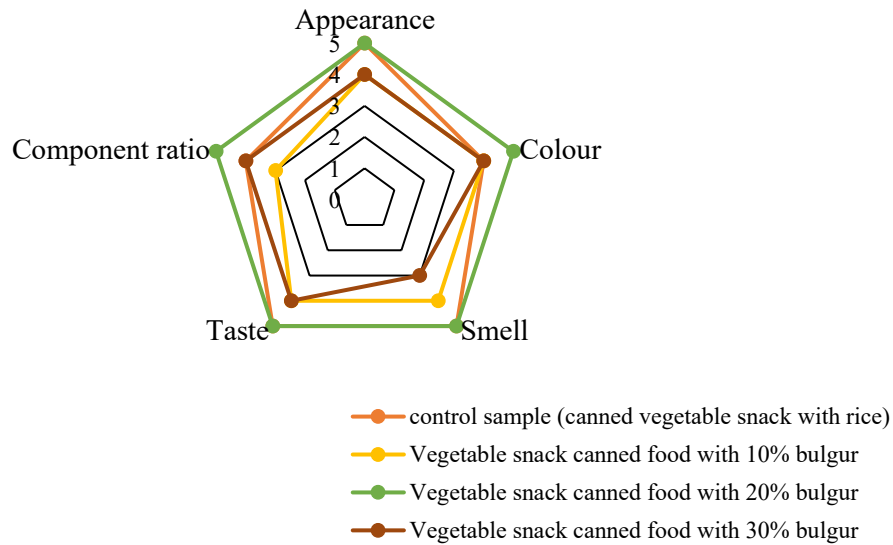 Appearance
5
4
3
2
1
0
Component ratio
Colour
Taste
Smell
control sample (canned vegetable snack with rice)
Vegetable snack canned food with 10% bulgur
Vegetable snack canned food with 20% bulgur
Vegetable snack canned food with 30% bulgur